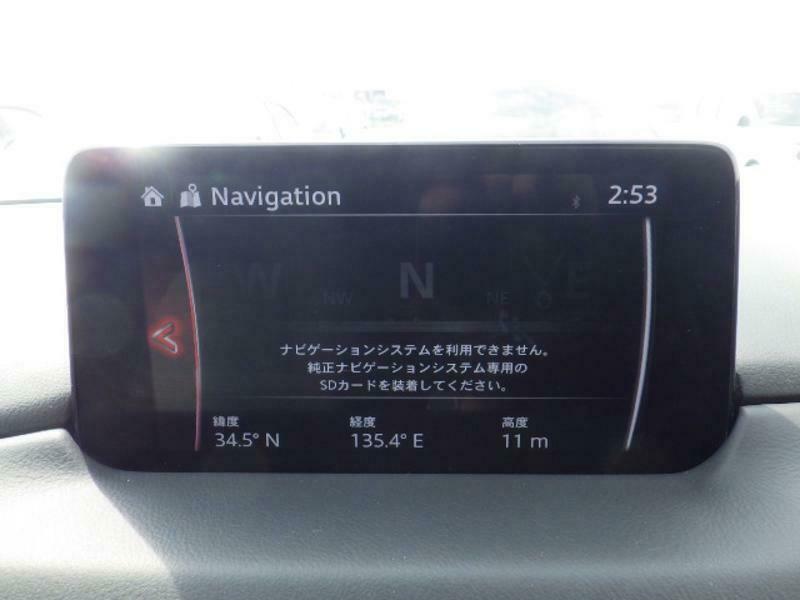 Navigation
2:53
W NW N NE E
ナビゲーションシステムを利用できません。
純正ナビゲーションシステム専用の
SDカードを装着してください。
緯度 経度 高度
34.5° N 135.4° E 11 m